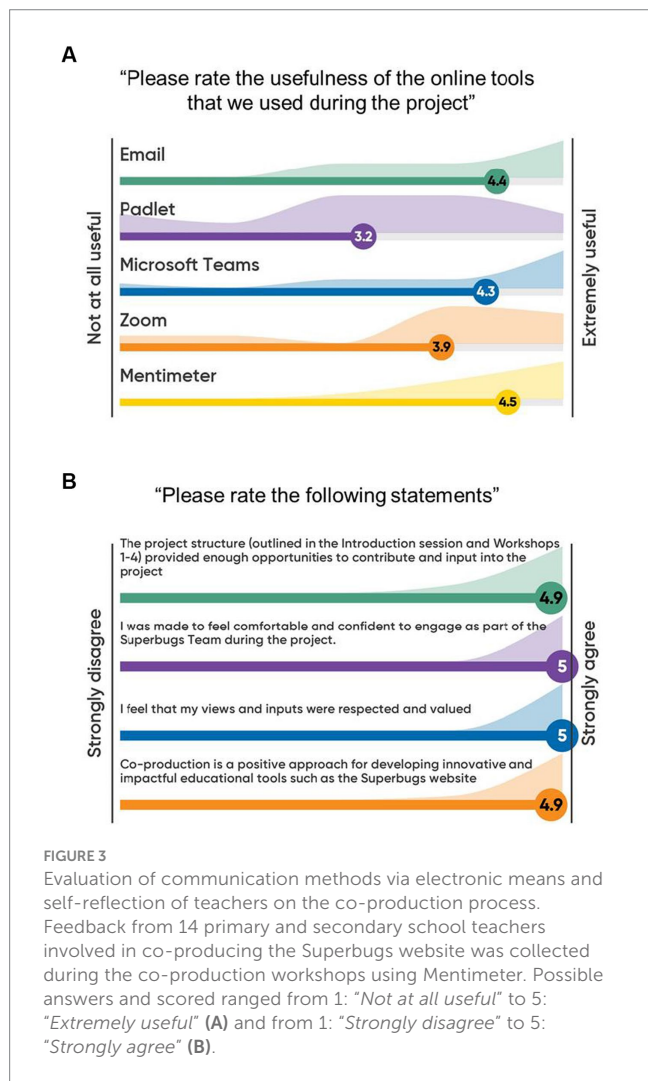 A
“Please rate the usefulness of the online tools
that we used during the project”
Not at all useful
Extremely useful
Email
4.4
Padlet
3.2
Microsoft Teams
4.3
Zoom
3.9
Mentimeter
4.5
B
“Please rate the following statements”
Strongly disagree
Strongly agree
The project structure (outlined in the Introduction session and Workshops
1-4) provided enough opportunities to contribute and input into the
project
4.9
I was made to feel comfortable and confident to engage as part of the
Superbugs Team during the project.
5
I feel that my views and inputs were respected and valued
5
Co-production is a positive approach for developing innovative and
impactful educational tools such as the Superbugs website
4.9
FIGURE 3
Evaluation of communication methods via electronic means and
self-reflection of teachers on the co-production process.
Feedback from 14 primary and secondary school teachers
involved in co-producing the Superbugs website was collected
during the co-production workshops using Mentimeter. Possible
answers and scored ranged from 1: “Not at all useful” to 5:
“Extremely useful” (A) and from 1: “Strongly disagree” to 5:
“Strongly agree” (B).